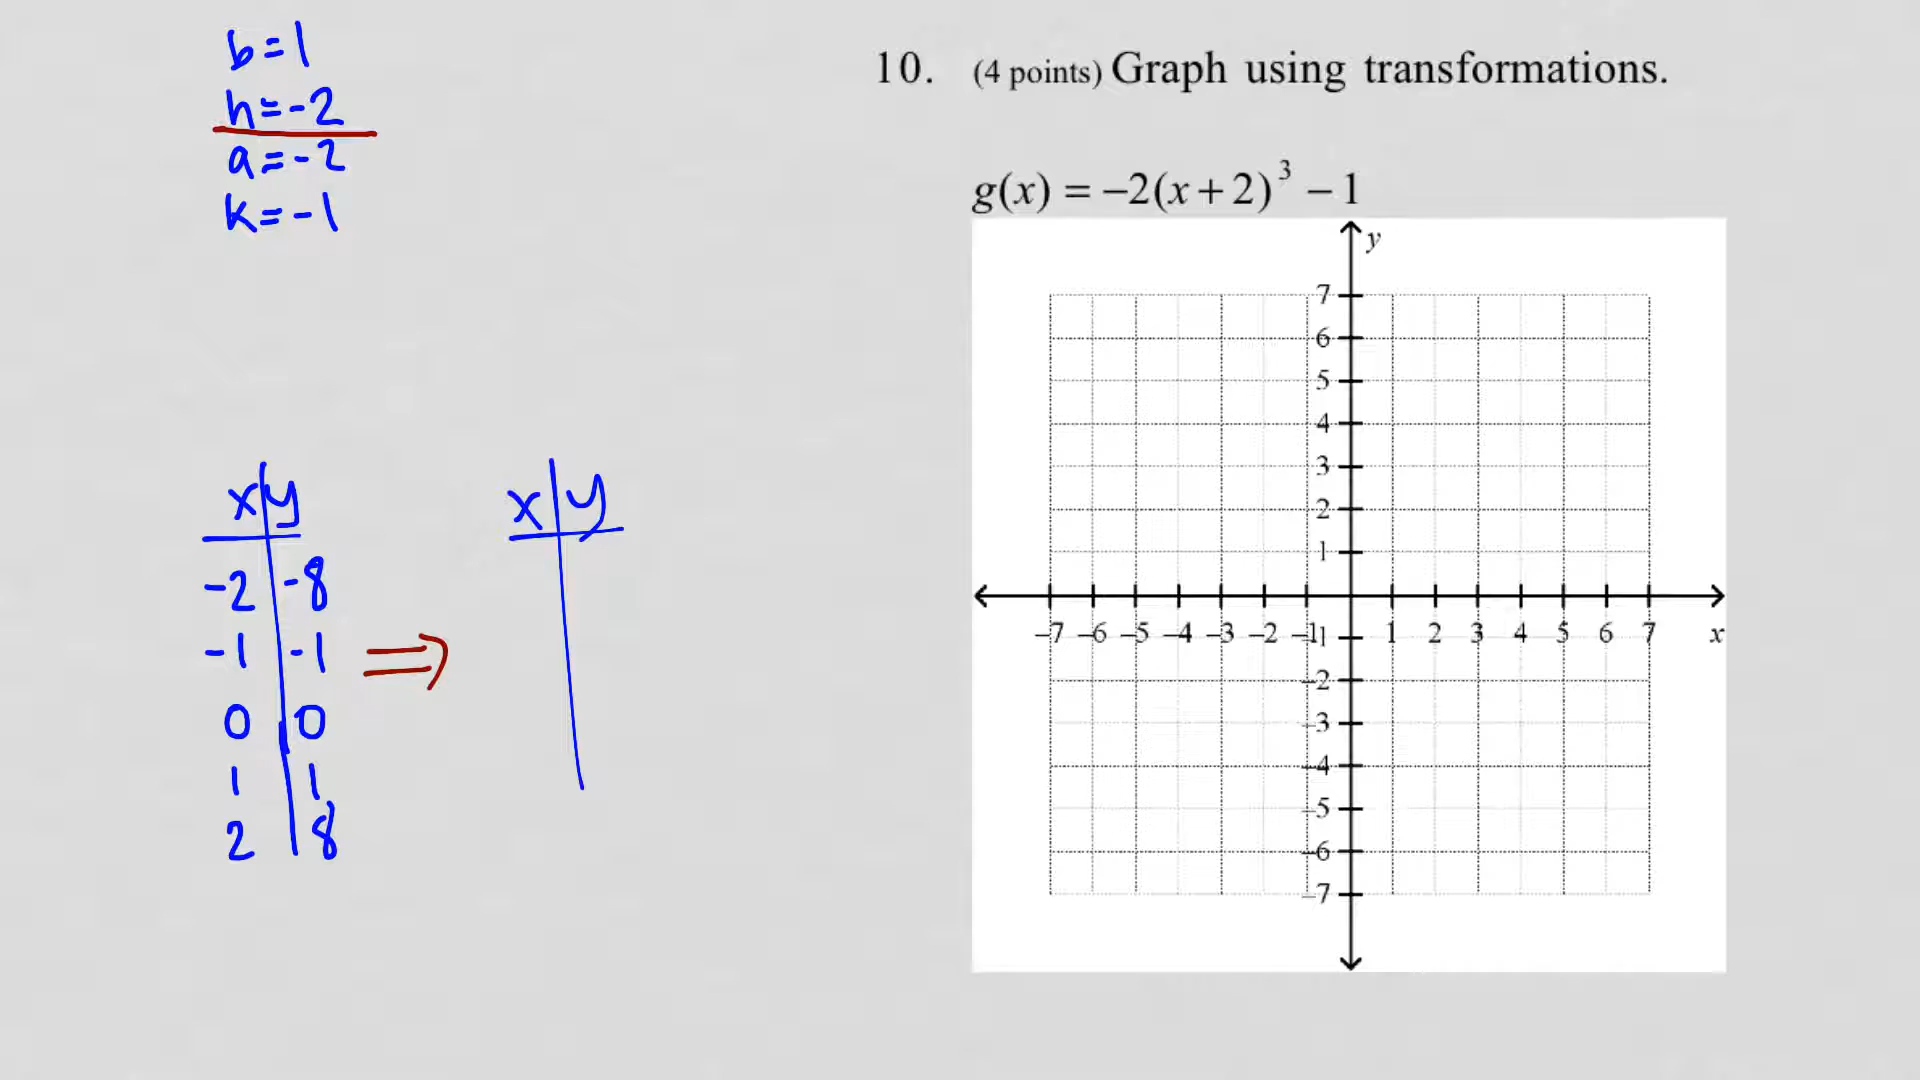 b=1
h=-2
a=-2
k=-1
10. (4 points) Graph using transformations.
g(x) = −2(x+2)³ −1
y
7
6
5
4
3
2
1
−7 −6 −5 −4 −3 −2 −1 1 2 3 4 5 6 7 x
−1
−2
−3
−4
−5
−6
−7
x y
-2 -8
-1 -1
0 0
1 1
2 8
x y